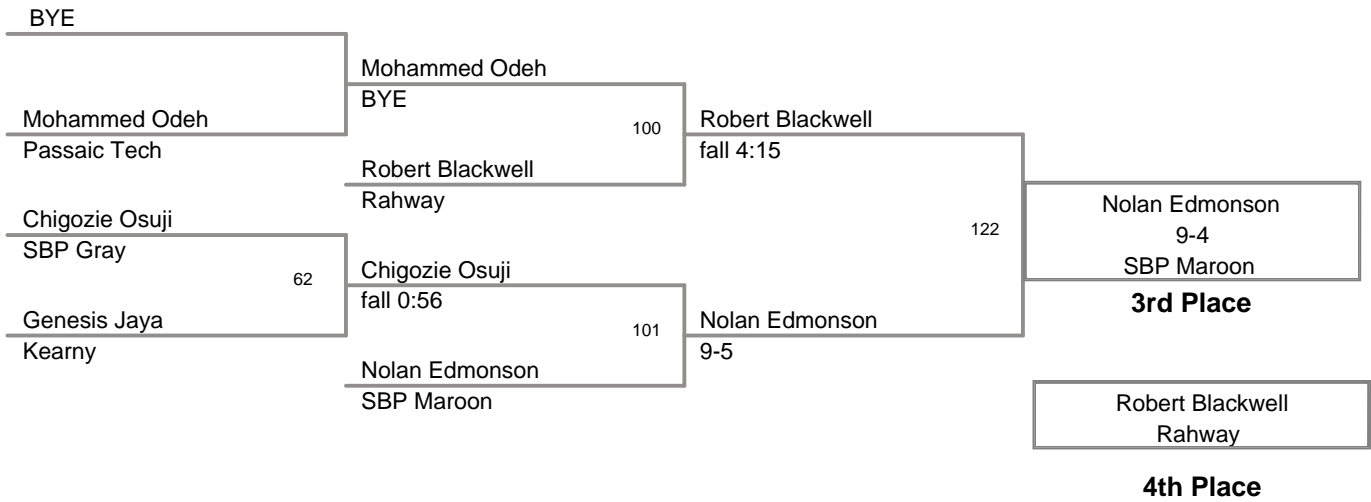 BYE
Mohammed Odeh
BYE
Mohammed Odeh
Passaic Tech
100
Robert Blackwell
fall 4:15
Robert Blackwell
Rahway
Chigozie Osuji
SBP Gray
62
Chigozie Osuji
fall 0:56
Genesis Jaya
Kearny
101
Nolan Edmonson
9-5
Nolan Edmonson
SBP Maroon
122
Nolan Edmonson
9-4
SBP Maroon
3rd Place
Robert Blackwell
Rahway
4th Place